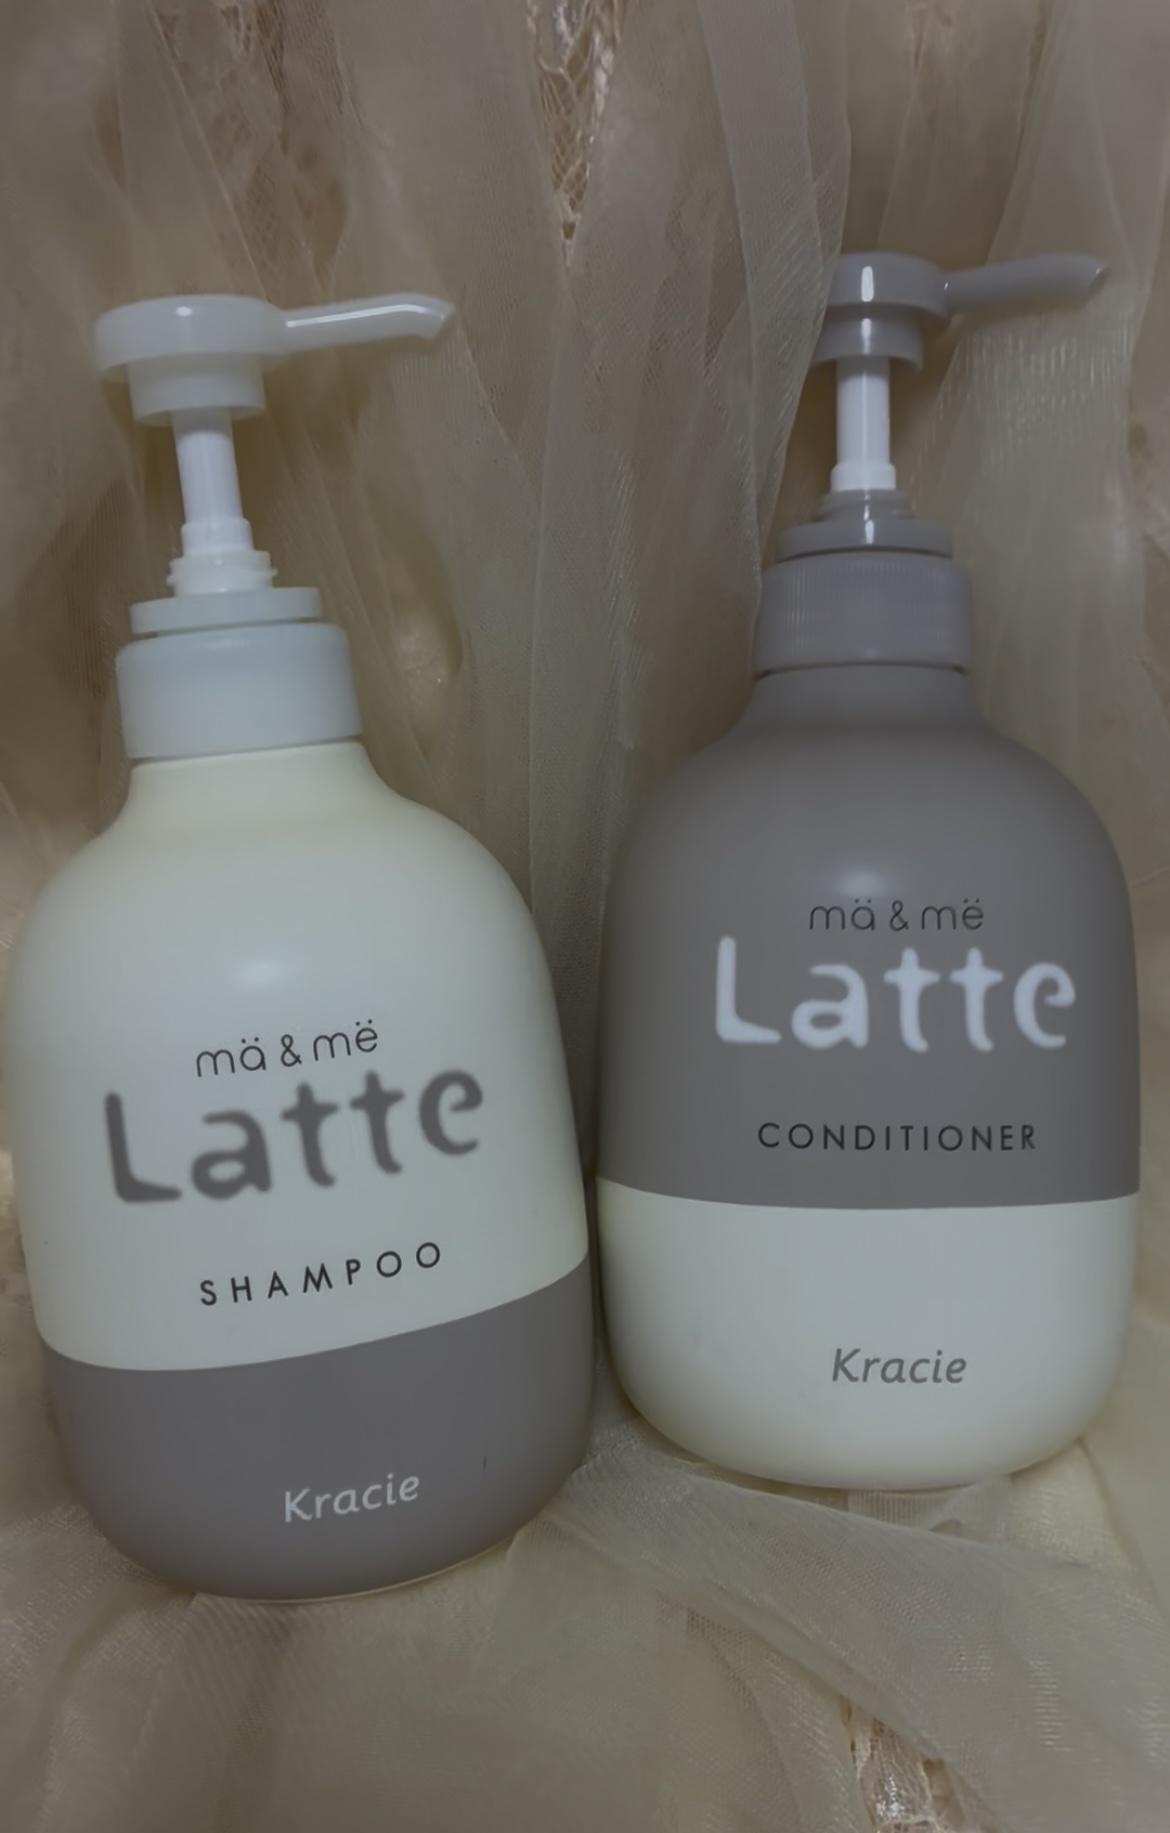 mä & më
Latte
SHAMPOO
Kracie
mä & më
Latte
CONDITIONER
Kracie